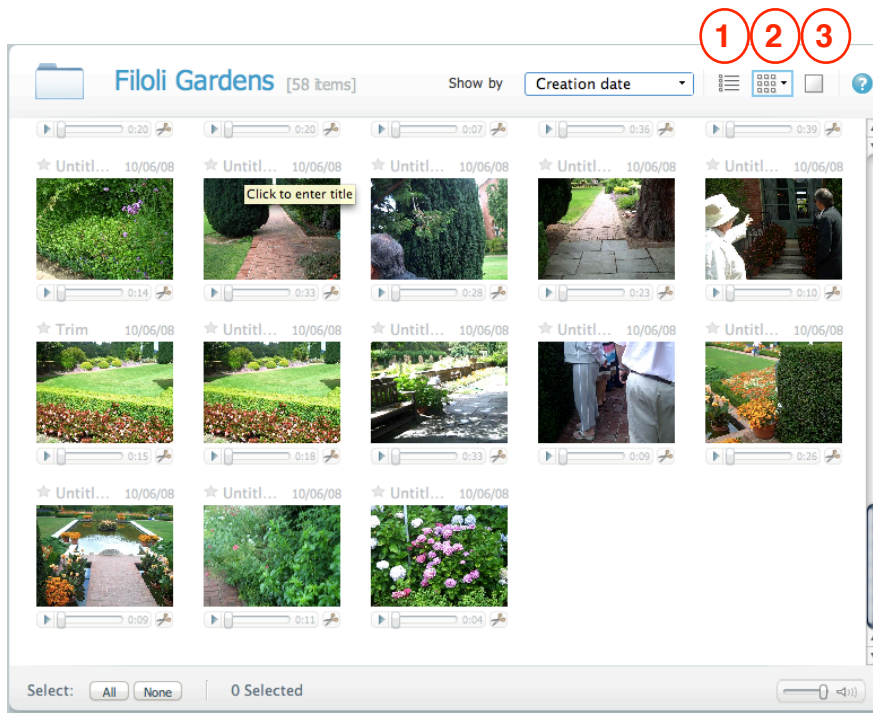 1 2 3
Filoli Gardens [58 items] Show by Creation date ?
0:20 0:20 0:07 0:36 0:39
Untitl... 10/06/08 Untitl... 10/06/08 Untitl... 10/06/08 Untitl... 10/06/08 Untitl... 10/06/08
Click to enter title
0:14 0:33 0:28 0:23 0:10
Trim 10/06/08 Untitl... 10/06/08 Untitl... 10/06/08 Untitl... 10/06/08 Untitl... 10/06/08
0:15 0:18 0:33 0:09 0:26
Untitl... 10/06/08 Untitl... 10/06/08 Untitl... 10/06/08
0:09 0:11 0:04
Select: All None 0 Selected